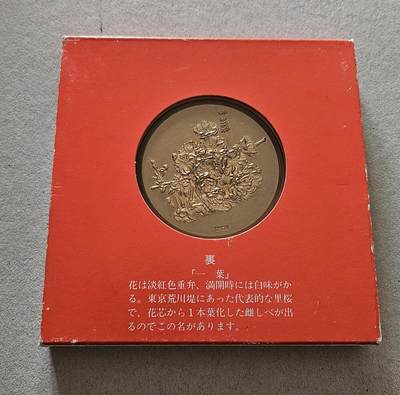 裏
「一 葉」
花は淡紅色重弁、満開時には白味がか
る。東京荒川堤にあった代表的な里桜
で、花芯から1本葉化した雌しべが出
るのでこの名があります。